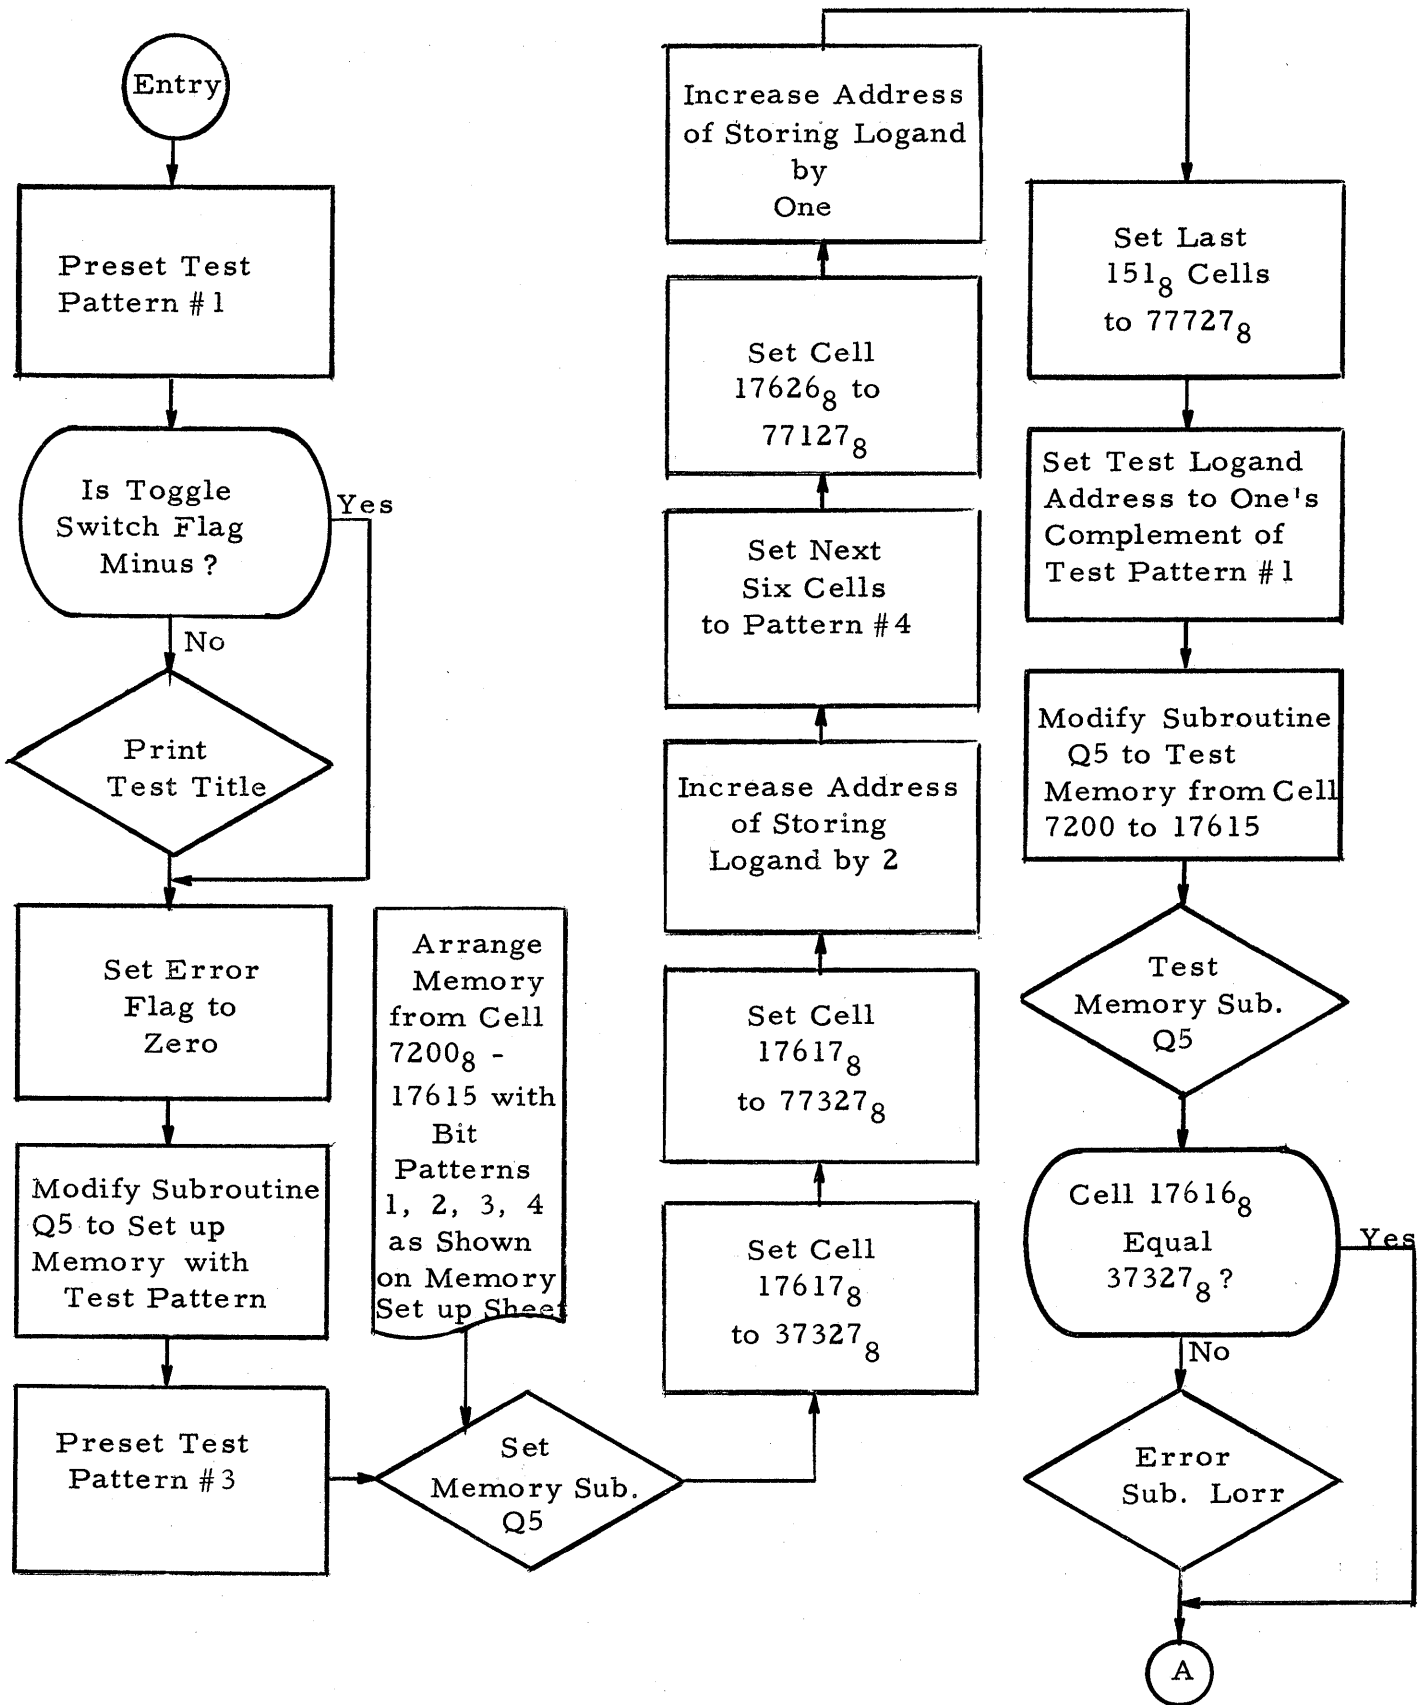 Entry
Preset Test
Pattern #1
Is Toggle
Switch Flag
Minus?
Yes
No
Print
Test Title
Set Error
Flag to
Zero
Modify Subroutine
Q5 to Set up
Memory with
Test Pattern
Preset Test
Pattern #3
Arrange
Memory
from Cell
7200₈ -
17615 with
Bit
Patterns
1, 2, 3, 4
as Shown
on Memory
Set up Sheet
Set
Memory Sub.
Q5
Set Cell
17617₈
to 37327₈
Set Cell
17617₈
to 77327₈
Increase Address
of Storing
Logand by 2
Set Next
Six Cells
to Pattern #4
Set Cell
17626₈ to
77127₈
Increase Address
of Storing Logand
by
One
Set Last
151₈ Cells
to 77727₈
Set Test Logand
Address to One's
Complement of
Test Pattern #1
Modify Subroutine
Q5 to Test
Memory from Cell
7200 to 17615
Test
Memory Sub.
Q5
Cell 17616₈
Equal
37327₈?
Yes
No
Error
Sub. Lorr
A